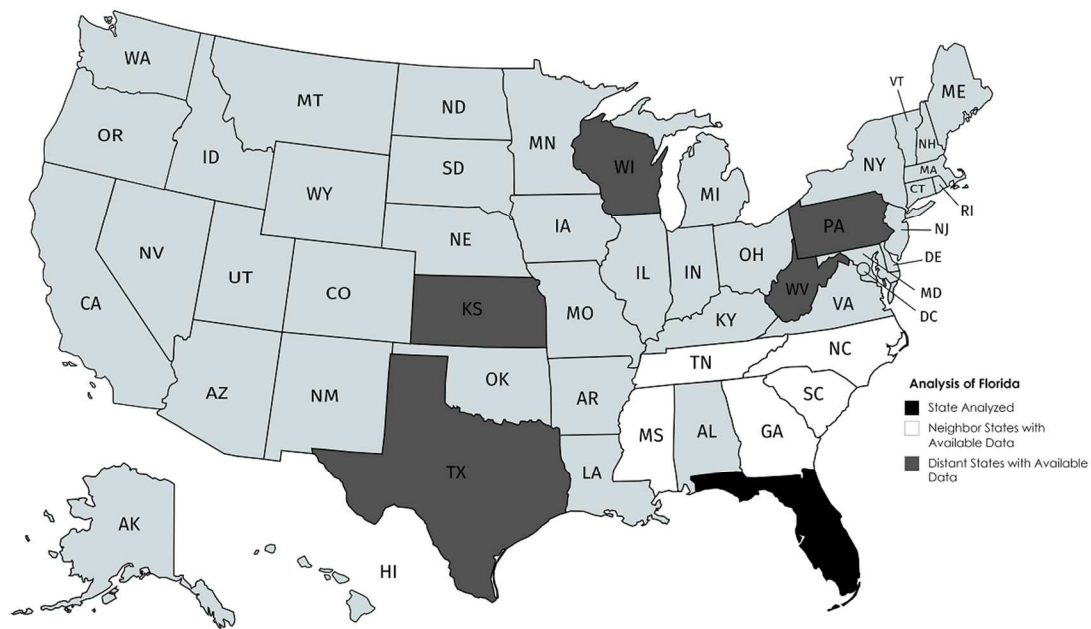 WA
MT
ND
MN
VT
ME
OR
ID
SD
WI
NY
NH
MA
WY
MI
CT
RI
NE
IA
PA
NJ
NV
UT
CO
IL
IN
OH
DE
CA
KS
MO
WV
VA
MD
DC
KY
AZ
NM
OK
AR
TN
NC
SC
MS
AL
GA
TX
LA
AK
HI
Analysis of Florida
State Analyzed
Neighbor States with
Available Data
Distant States with Available
Data